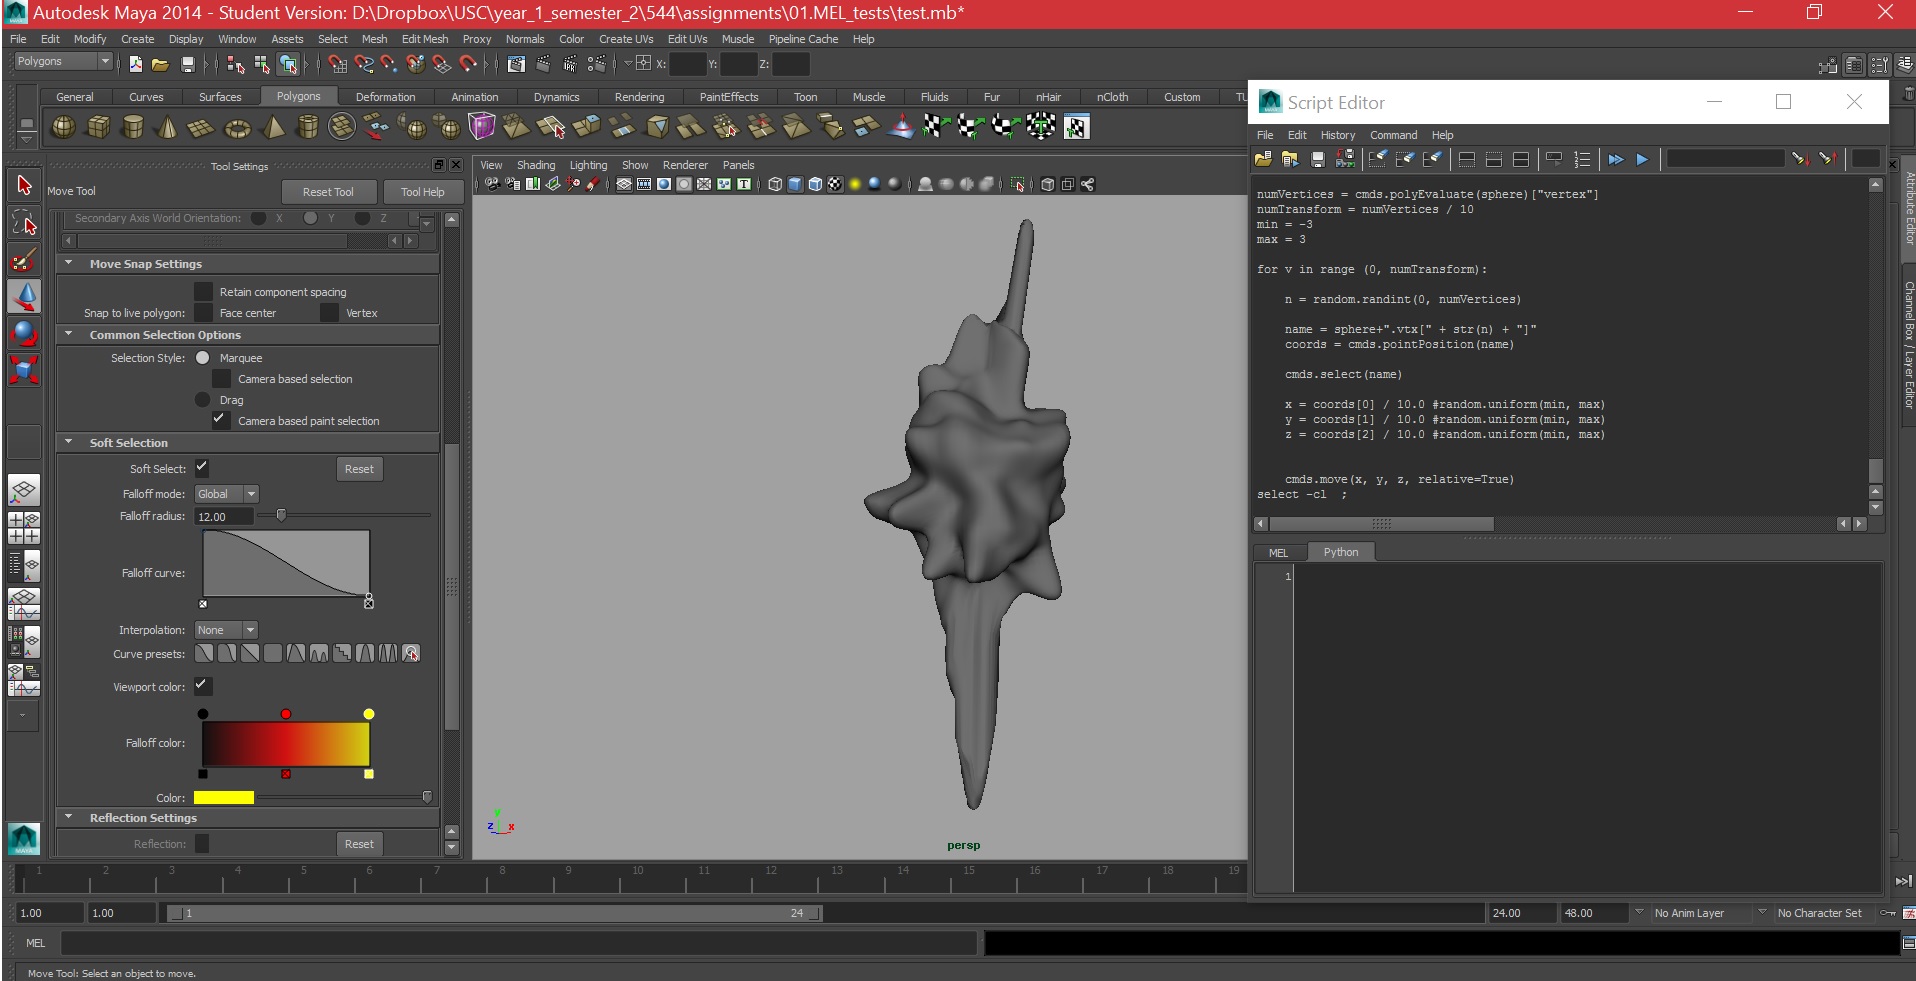 Autodesk Maya 2014 - Student Version: D:\Dropbox\USC\year_1_semester_2\544\assignments\01.MEL_tests\test.mb*
File Edit Modify Create Display Window Assets Select Mesh Edit Mesh Proxy Normals Color Create UVs Edit UVs Muscle Pipeline Cache Help
Polygons X: Y: Z:
General Curves Surfaces Polygons Deformation Animation Dynamics Rendering PaintEffects Toon Muscle Fluids Fur nHair nCloth Custom TU
Tool Settings
Move Tool Reset Tool Tool Help
Secondary Axis World Orientation: X Y Z
Move Snap Settings
Retain component spacing
Snap to live polygon: Face center Vertex
Common Selection Options
Selection Style: Marquee
Camera based selection
Drag
Camera based paint selection
Soft Selection
Soft Select: Reset
Falloff mode: Global
Falloff radius: 12.00
Falloff curve:
Interpolation: None
Curve presets:
Viewport color:
Falloff color:
Color:
Reflection Settings
Reflection: Reset
View Shading Lighting Show Renderer Panels
y
z x
persp
Script Editor
File Edit History Command Help
numVertices = cmds.polyEvaluate(sphere)["vertex"]
numTransform = numVertices / 10
min = -3
max = 3
for v in range (0, numTransform):
n = random.randint(0, numVertices)
name = sphere+".vtx[" + str(n) + "]"
coords = cmds.pointPosition(name)
cmds.select(name)
x = coords[0] / 10.0 #random.uniform(min, max)
y = coords[1] / 10.0 #random.uniform(min, max)
z = coords[2] / 10.0 #random.uniform(min, max)
cmds.move(x, y, z, relative=True)
select -cl ;
MEL Python
1
Attribute Editor
Channel Box / Layer Editor
1 2 3 4 5 6 7 8 9 10 11 12 13 14 15 16 17 18 19
1.00 1.00 1 24 24.00 48.00 No Anim Layer No Character Set
MEL
Move Tool: Select an object to move.